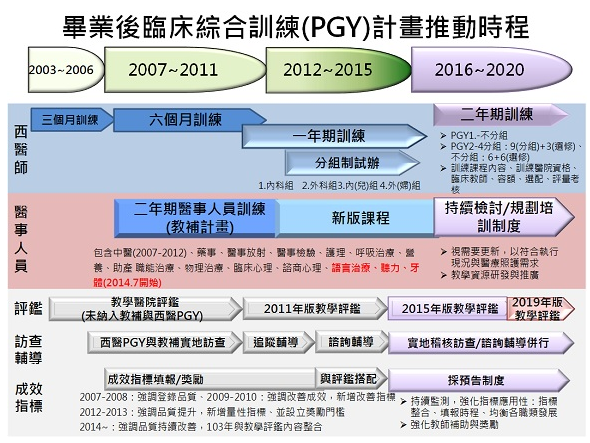 畢業後臨床綜合訓練(PGY)計畫推動時程
2003~2006
2007~2011
2012~2015
2016~2020
西醫師
三個月訓練
六個月訓練
一年期訓練
分組制試辦
1.內科組 2.外科組 3.內(兒)組 4.外(婦)組
二年期訓練
➤ PGY1.-不分組
➤ PGY2-4分組：9(分組)+3(選修)、
不分組：6+6(選修)
➤ 訓練課程內容、訓練醫院資格、
臨床教師、容額、選配、評量考
核
醫事人員
二年期醫事人員訓練
(教補計畫)
新版課程
持續檢討/規劃培
訓制度
包含中醫(2007-2012)、藥事、醫事放射、醫事檢驗、護理、呼吸治療、營
養、助產 職能治療、物理治療、臨床心理、諮商心理、語言治療、聽力、牙
體(2014.7開始)
➤ 視需要更新，以符合執行
現況與醫療照護需求
➤ 教學資源研發與推廣
評鑑
教學醫院評鑑
(未納入教補與西醫PGY)
2011年版教學評鑑
2015年版教學評鑑
2019年版
教學評鑑
訪查輔導
西醫PGY與教補實地訪查
追蹤輔導
諮詢輔導
實地稽核訪查/諮詢輔導併行
成效指標
成效指標填報/獎勵
與評鑑搭配
採預告制度
2007-2008：強調登錄品質、2009-2010：強調改善成效，新增改善指標
2012-2013：強調品質提升，新增量性指標、並設立獎勵門檻
2014~：強調品質持續改善，103年與教學評鑑內容整合
➤ 持續監測，強化指標應用性：指標
整合、填報時程、均衡各職類發展
➤ 強化教師補助與獎勵